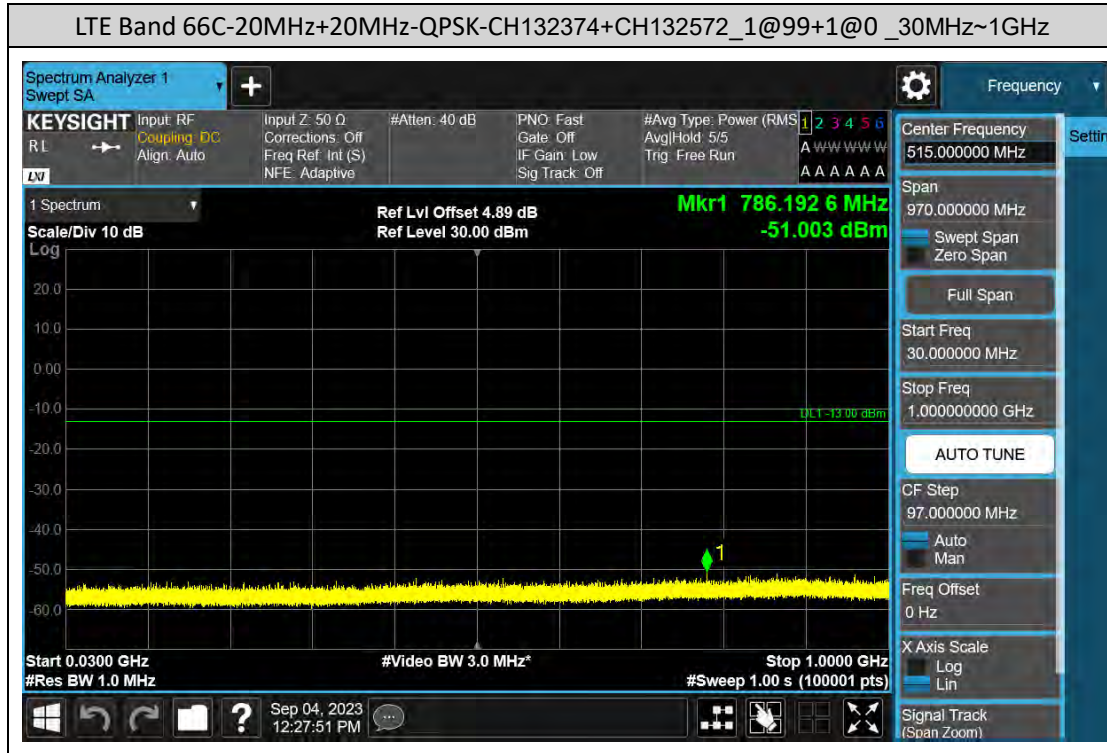 LTE Band 66C-20MHz+20MHz-QPSK-CH132374+CH132572_1@99+1@0 _30MHz~1GHz
Spectrum Analyzer 1
Swept SA
+
Frequency
KEYSIGHT
RL
LXI
Input: RF
Coupling: DC
Align: Auto
Input Z: 50 Ω
Corrections: Off
Freq Ref: Int (S)
NFE: Adaptive
#Atten: 40 dB
PNO: Fast
Gate: Off
IF Gain: Low
Sig Track: Off
#Avg Type: Power (RMS
Avg|Hold: 5/5
Trig: Free Run
1 2 3 4 5 6
A W W W W W
A A A A A A
Center Frequency
515.000000 MHz
Settin
1 Spectrum
Scale/Div 10 dB
Log
Ref Lvl Offset 4.89 dB
Ref Level 30.00 dBm
Mkr1 786.192 6 MHz
-51.003 dBm
Span
970.000000 MHz
Swept Span
Zero Span
Full Span
Start Freq
30.000000 MHz
Stop Freq
1.000000000 GHz
AUTO TUNE
CF Step
97.000000 MHz
Auto
Man
Freq Offset
0 Hz
X Axis Scale
Log
Lin
Signal Track
(Span Zoom)
20.0
10.0
0.00
-10.0
DL1 -13.00 dBm
-20.0
-30.0
-40.0
1
-50.0
-60.0
Start 0.0300 GHz
#Video BW 3.0 MHz*
Stop 1.0000 GHz
#Res BW 1.0 MHz
#Sweep 1.00 s (100001 pts)
?
Sep 04, 2023
12:27:51 PM